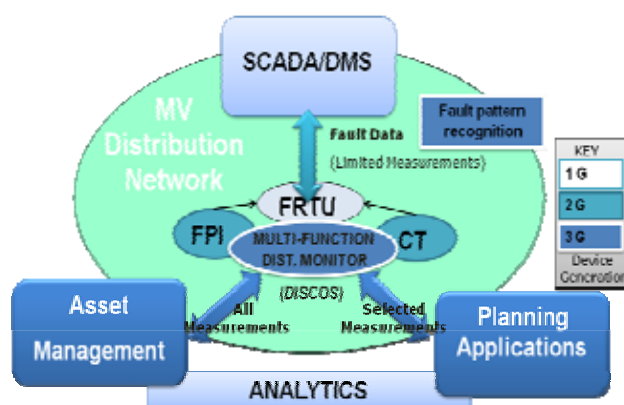 SCADA/DMS
MV
Distribution
Network
Fault pattern
recognition
Fault Data
(Limited Measurements)
KEY
1 G
2 G
3 G
Device
Generation
FRTU
FPI
CT
MULTI-FUNCTION
DIST. MONITOR
(DISCOS)
Asset
Management
All
Measurements
Selected
Measurements
Planning
Applications
ANALYTICS